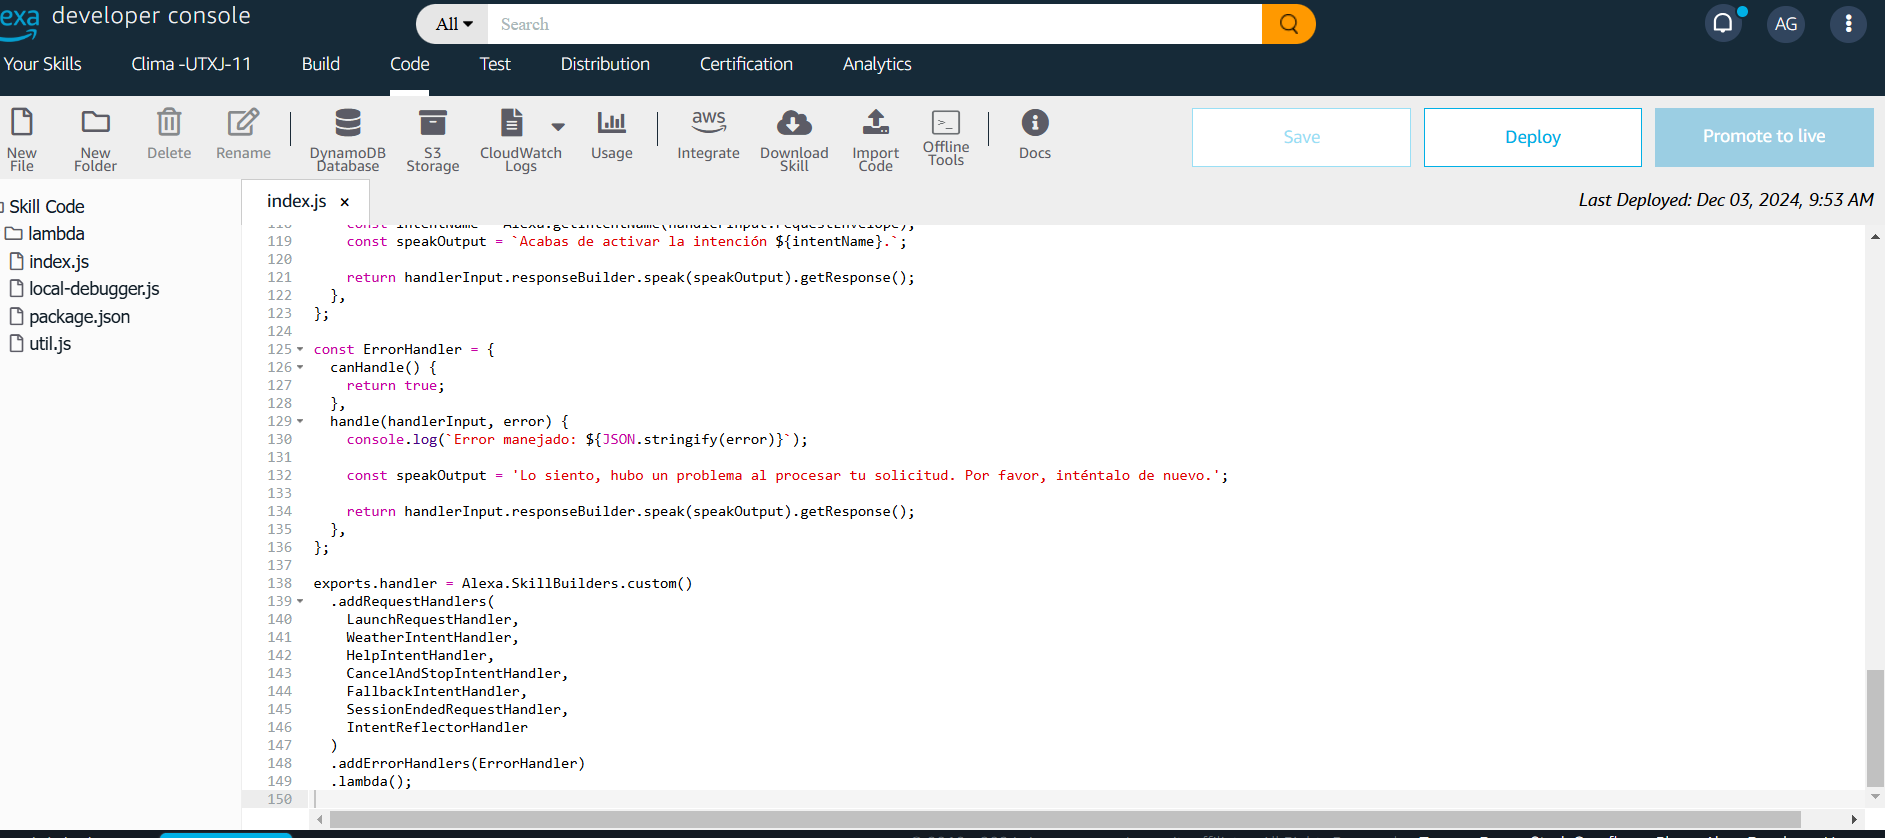 exa developer console
All
Search
AG
Your Skills
Clima -UTXJ-11
Build
Code
Test
Distribution
Certification
Analytics
New File
New Folder
Delete
Rename
DynamoDB Database
S3 Storage
CloudWatch Logs
Usage
aws
Integrate
Download Skill
Import Code
Offline Tools
Docs
Save
Deploy
Promote to live
Skill Code
lambda
index.js
local-debugger.js
package.json
util.js
index.js ×
Last Deployed: Dec 03, 2024, 9:53 AM
118 const intentName = Alexa.getIntentName(handlerInput.requestEnvelope);
119 const speakOutput = `Acabas de activar la intención ${intentName}.`;
120
121 return handlerInput.responseBuilder.speak(speakOutput).getResponse();
122 },
123 };
124
125 const ErrorHandler = {
126 canHandle() {
127 return true;
128 },
129 handle(handlerInput, error) {
130 console.log(`Error manejado: ${JSON.stringify(error)}`);
131
132 const speakOutput = 'Lo siento, hubo un problema al procesar tu solicitud. Por favor, inténtalo de nuevo.';
133
134 return handlerInput.responseBuilder.speak(speakOutput).getResponse();
135 },
136 };
137
138 exports.handler = Alexa.SkillBuilders.custom()
139 .addRequestHandlers(
140 LaunchRequestHandler,
141 WeatherIntentHandler,
142 HelpIntentHandler,
143 CancelAndStopIntentHandler,
144 FallbackIntentHandler,
145 SessionEndedRequestHandler,
146 IntentReflectorHandler
147 )
148 .addErrorHandlers(ErrorHandler)
149 .lambda();
150